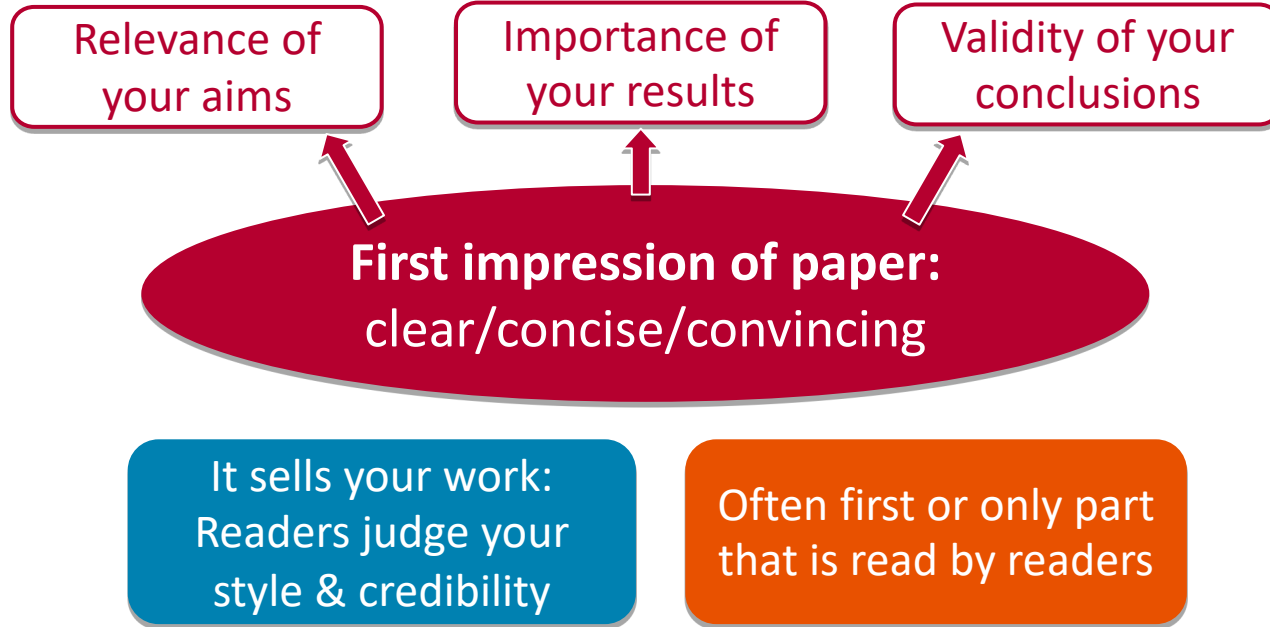 Relevance of
your aims
Importance of
your results
Validity of your
conclusions
First impression of paper:
clear/concise/convincing
It sells your work:
Readers judge your
style & credibility
Often first or only part
that is read by readers